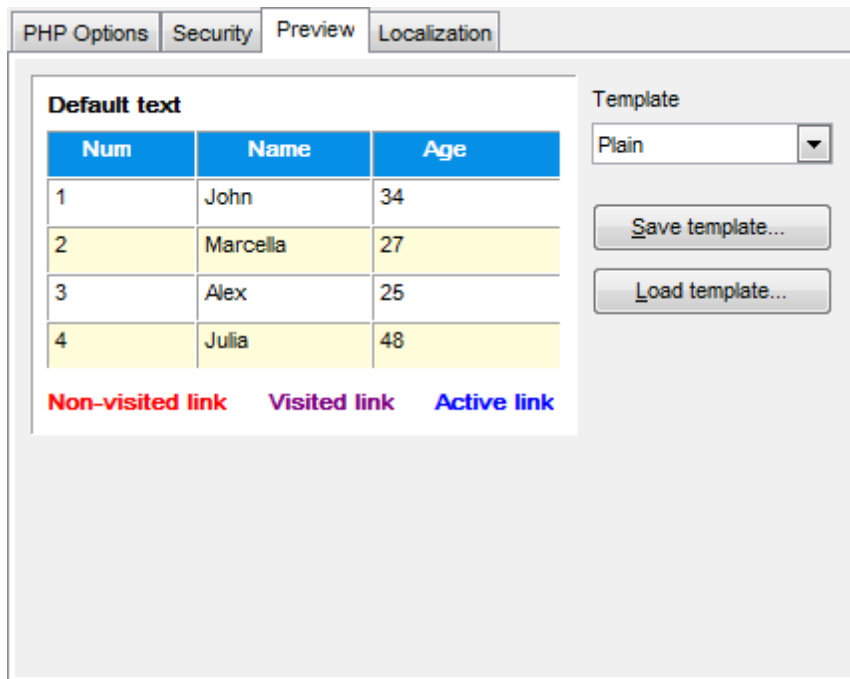 PHP Options Security Preview Localization
Default text
Template
Num Name Age
Plain
1 John 34
Save template...
2 Marcella 27
3 Alex 25
Load template...
4 Julia 48
Non-visited link Visited link Active link